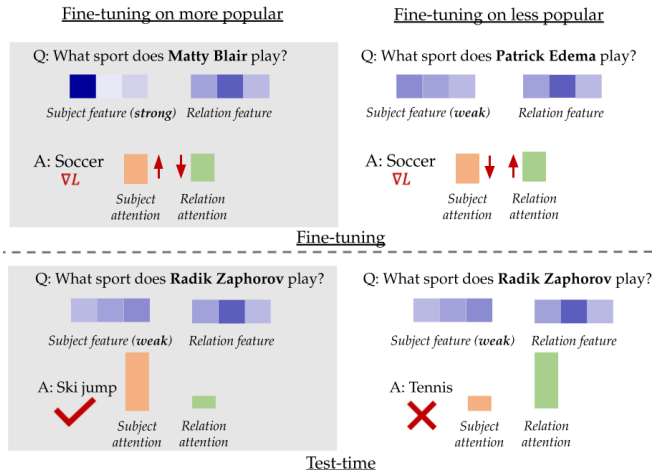 Fine-tuning on more popular
Fine-tuning on less popular
Q: What sport does Matty Blair play?
Subject feature (strong)
Relation feature
A: Soccer
∇L
Subject
attention
Relation
attention
Q: What sport does Patrick Edema play?
Subject feature (weak)
Relation feature
A: Soccer
∇L
Subject
attention
Relation
attention
Fine-tuning
Q: What sport does Radik Zaphorov play?
Subject feature (weak)
Relation feature
A: Ski jump
Subject
attention
Relation
attention
Q: What sport does Radik Zaphorov play?
Subject feature (weak)
Relation feature
A: Tennis
Subject
attention
Relation
attention
Test-time